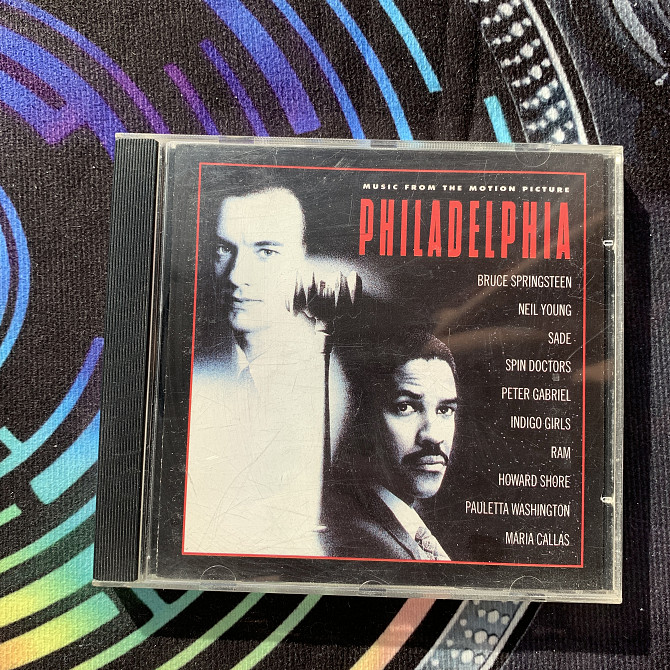 MUSIC FROM THE MOTION PICTURE
PHILADELPHIA
BRUCE SPRINGSTEEN
NEIL YOUNG
SADE
SPIN DOCTORS
PETER GABRIEL
INDIGO GIRLS
RAM
HOWARD SHORE
PAULETTA WASHINGTON
MARIA CALLAS